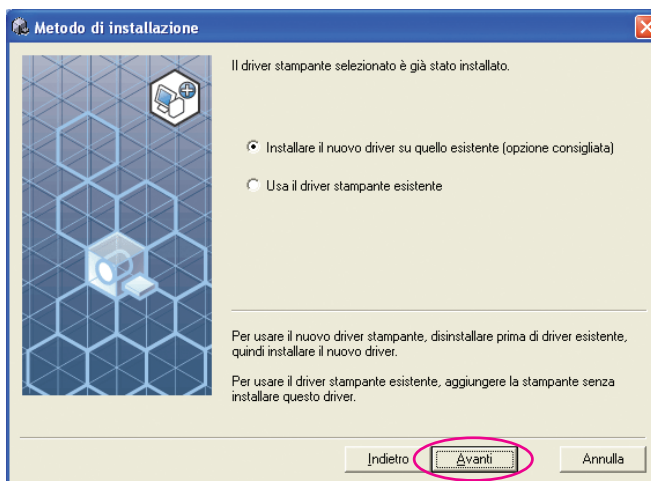 Metodo di installazione
Il driver stampante selezionato è già stato installato.
Installare il nuovo driver su quello esistente (opzione consigliata)
Usa il driver stampante esistente
Per usare il nuovo driver stampante, disinstallare prima di driver esistente,
quindi installare il nuovo driver.
Per usare il driver stampante esistente, aggiungere la stampante senza
installare questo driver.
Indietro
Avanti
Annulla